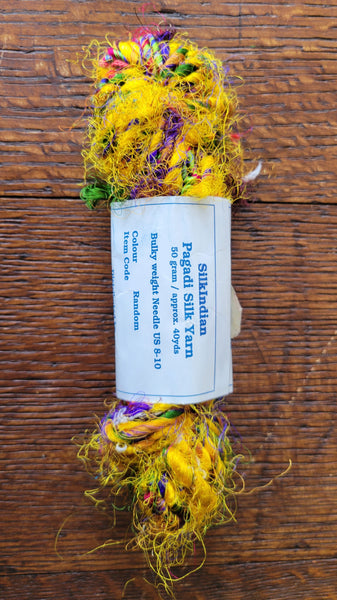 SilkIndian
Pagadi Silk Yarn
50 gram / approx. 40yds
Bulky weight Needle US 8-10
Colour Random
Item Code